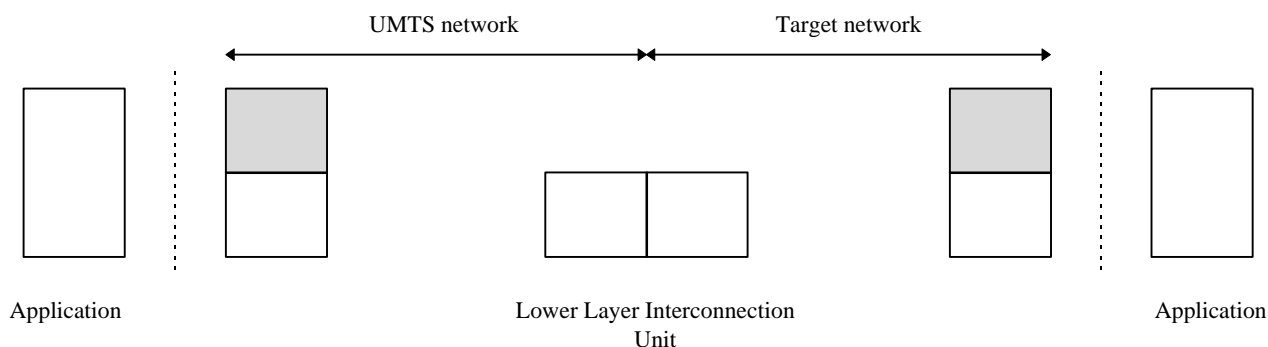 UMTS network
Target network
Application
Lower Layer Interconnection
Unit
Application